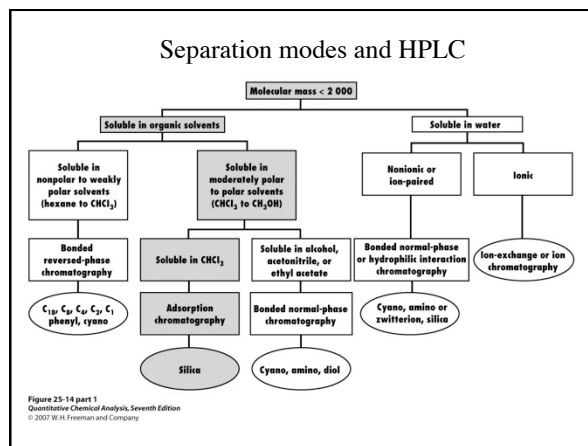 Separation modes and HPLC
Molecular mass < 2 000
Soluble in organic solvents
Soluble in water
Soluble in
nonpolar to weakly
polar solvents
(hexane to CHCl₃)
Soluble in
moderately polar
to polar solvents
(CHCl₃ to CH₃OH)
Nonionic or
ion-paired
Ionic
Bonded
reversed-phase
chromatography
Soluble in CHCl₃
Soluble in alcohol,
acetonitrile, or
ethyl acetate
Bonded normal-phase
or hydrophilic interaction
chromatography
Ion-exchange or ion
chromatography
C₁₈, C₈, C₄, C₂, C₁
phenyl, cyano
Adsorption
chromatography
Bonded normal-phase
chromatography
Cyano, amino or
zwitterion, silica
Silica
Cyano, amino, diol
Figure 25-14 part 1
Quantitative Chemical Analysis, Seventh Edition
© 2007 W. H. Freeman and Company